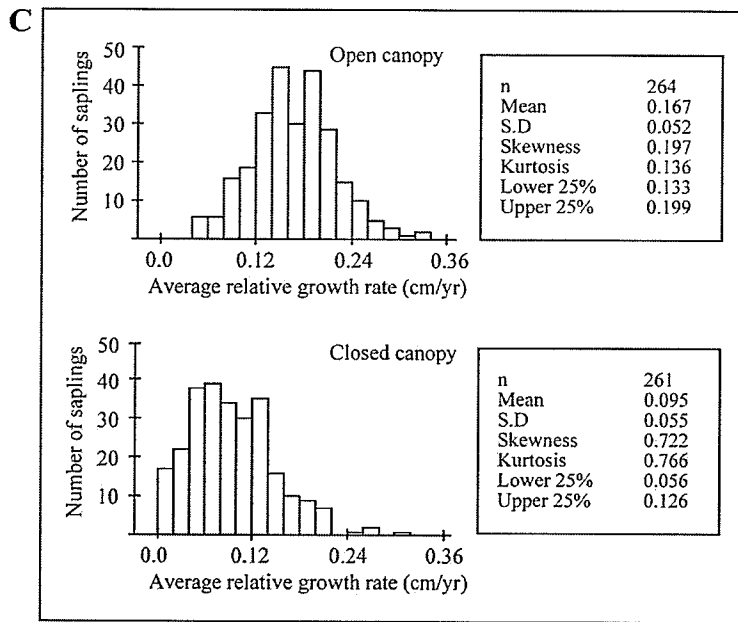 C
Open canopy
50
40
30
20
10
Number of saplings
0.0 0.12 0.24 0.36
Average relative growth rate (cm/yr)
n 264
Mean 0.167
S.D 0.052
Skewness 0.197
Kurtosis 0.136
Lower 25% 0.133
Upper 25% 0.199
Closed canopy
50
40
30
20
10
Number of saplings
0.0 0.12 0.24 0.36
Average relative growth rate (cm/yr)
n 261
Mean 0.095
S.D 0.055
Skewness 0.722
Kurtosis 0.766
Lower 25% 0.056
Upper 25% 0.126